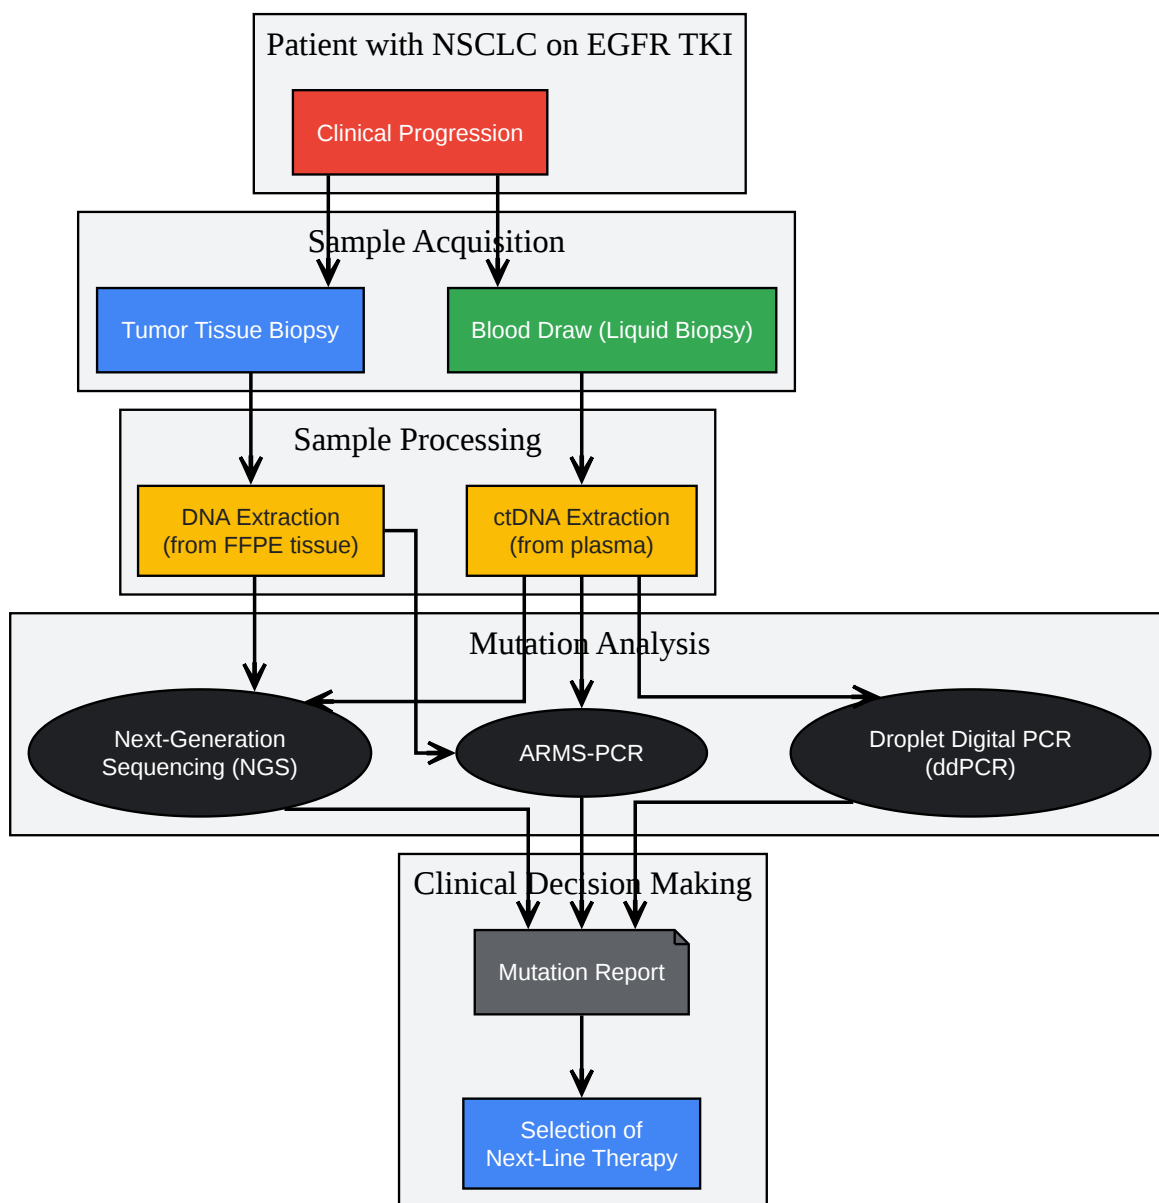 Patient with NSCLC on EGFR TKI
Clinical Progression
Sample Acquisition
Tumor Tissue Biopsy
Blood Draw (Liquid Biopsy)
Sample Processing
DNA Extraction
(from FFPE tissue)
ctDNA Extraction
(from plasma)
Mutation Analysis
Next-Generation
Sequencing (NGS)
ARMS-PCR
Droplet Digital PCR
(ddPCR)
Clinical Decision Making
Mutation Report
Selection of
Next-Line Therapy